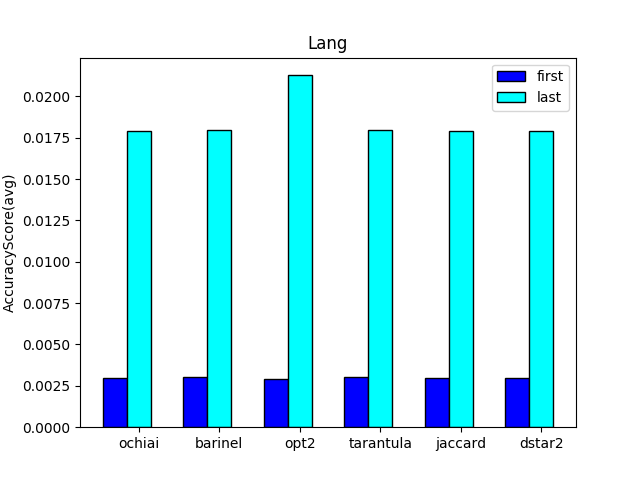 Lang
first
last
AccuracyScore(avg)
0.0200
0.0175
0.0150
0.0125
0.0100
0.0075
0.0050
0.0025
0.0000
ochiai barinel opt2 tarantula jaccard dstar2